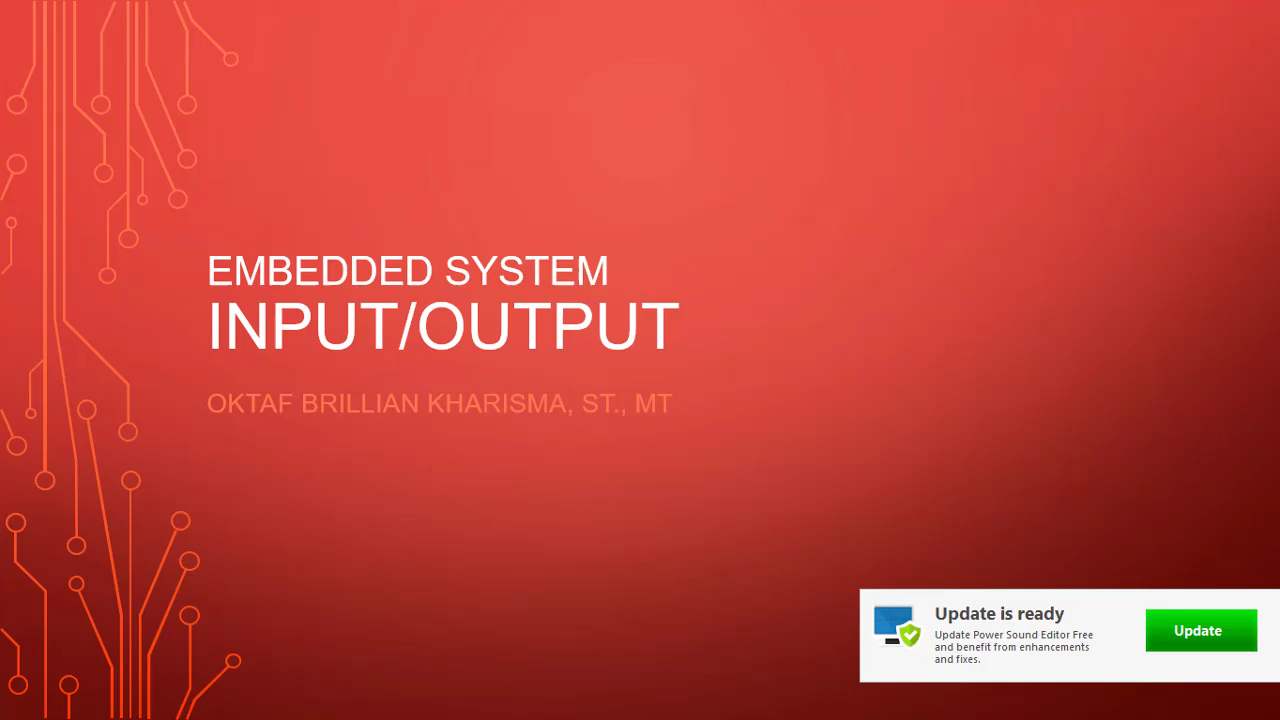 EMBEDDED SYSTEM
INPUT/OUTPUT
OKTAF BRILLIAN KHARISMA, ST., MT
Update is ready
Update Power Sound Editor Free
and benefit from enhancements
and fixes.
Update